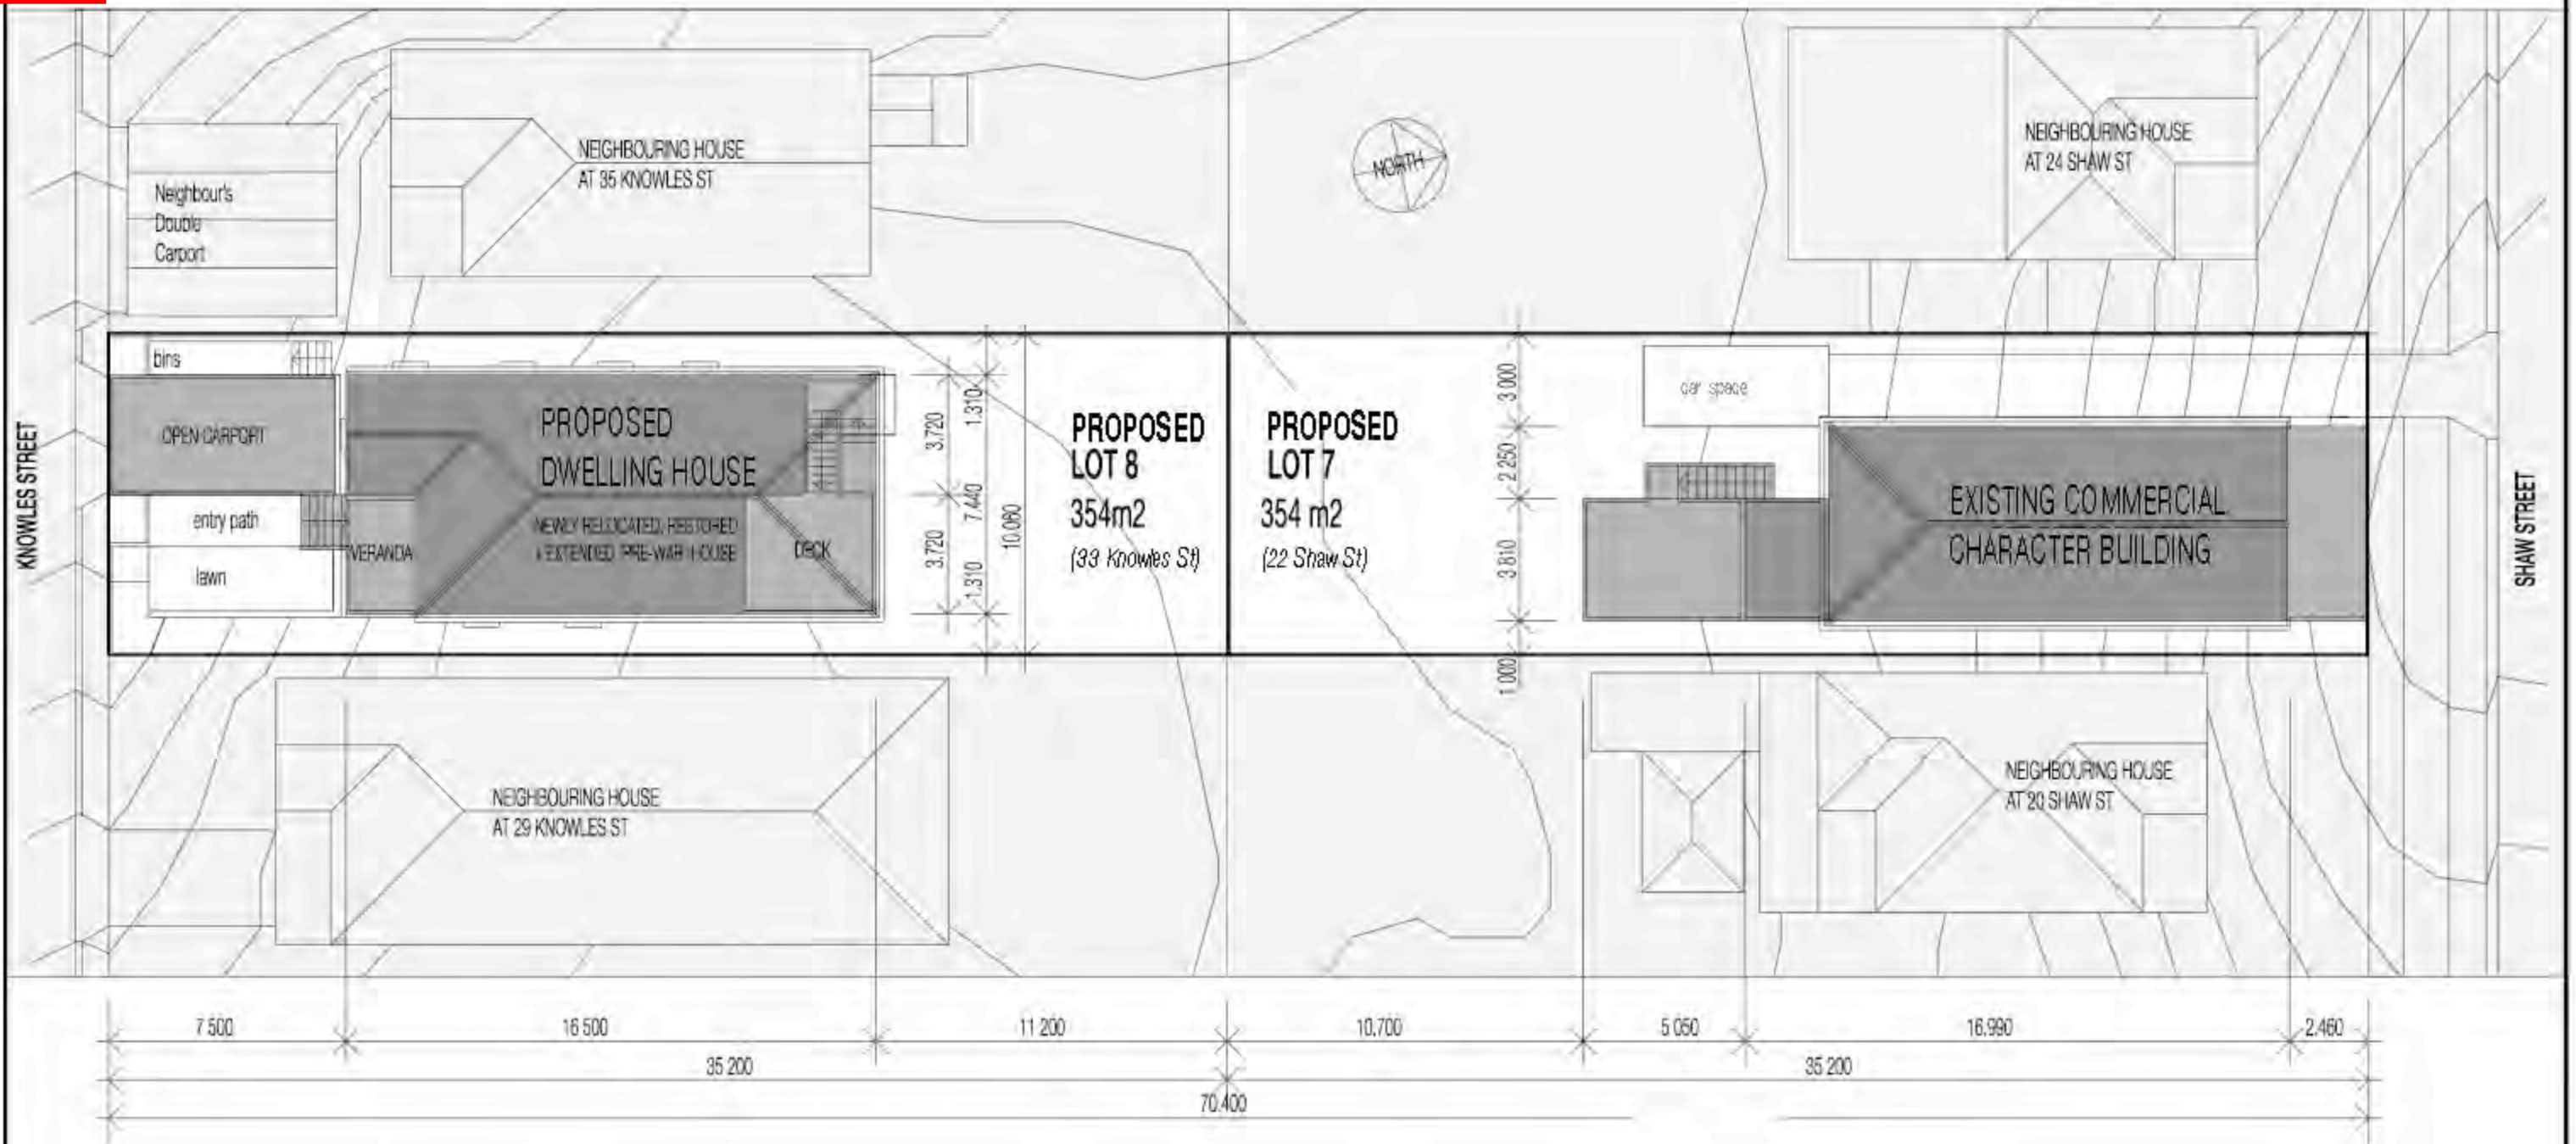 NEIGHBOURING HOUSE
AT 35 KNOWLES ST
NORTH
NEIGHBOURING HOUSE
AT 24 SHAW ST
Neighbour's
Double
Carport
bins
OPEN CARPORT
entry path
lawn
KNOWLES STREET
PROPOSED
DWELLING HOUSE
NEWLY RELOCATED, RESTORED
& EXTENDED PRE-WAR HOUSE
VERANDA
DECK
3.720
3.720
1.310
7.440
1.310
10.060
PROPOSED
LOT 8
354m2
(33 Knowles St)
PROPOSED
LOT 7
354 m2
(22 Shaw St)
3 000
2 250
3 810
1 000
car space
EXISTING COMMERCIAL
CHARACTER BUILDING
SHAW STREET
NEIGHBOURING HOUSE
AT 29 KNOWLES ST
NEIGHBOURING HOUSE
AT 20 SHAW ST
7 500
16 500
11 200
10.700
5 050
16.990
2.460
35 200
35 200
70.400